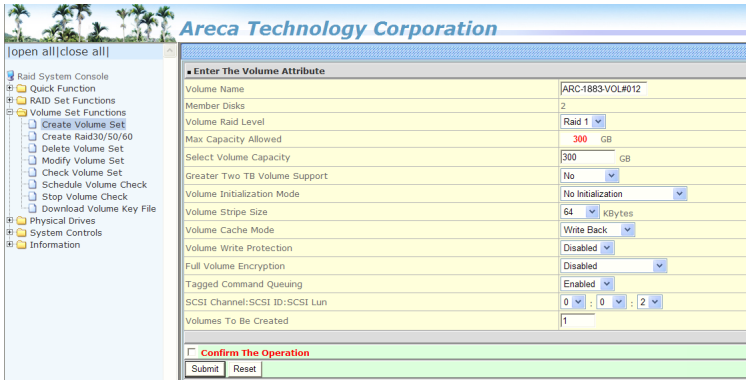 Areca Technology Corporation
|open all|close all|
Raid System Console
Quick Function
RAID Set Functions
Volume Set Functions
Create Volume Set
Create Raid30/50/60
Delete Volume Set
Modify Volume Set
Check Volume Set
Schedule Volume Check
Stop Volume Check
Download Volume Key File
Physical Drives
System Controls
Information
Enter The Volume Attribute
Volume Name ARC-1883-VOL#012
Member Disks 2
Volume Raid Level Raid 1
Max Capacity Allowed 300 GB
Select Volume Capacity 300 GB
Greater Two TB Volume Support No
Volume Initialization Mode No Initialization
Volume Stripe Size 64 KBytes
Volume Cache Mode Write Back
Volume Write Protection Disabled
Full Volume Encryption Disabled
Tagged Command Queuing Enabled
SCSI Channel:SCSI ID:SCSI Lun 0 : 0 : 2
Volumes To Be Created 1
Confirm The Operation
Submit Reset